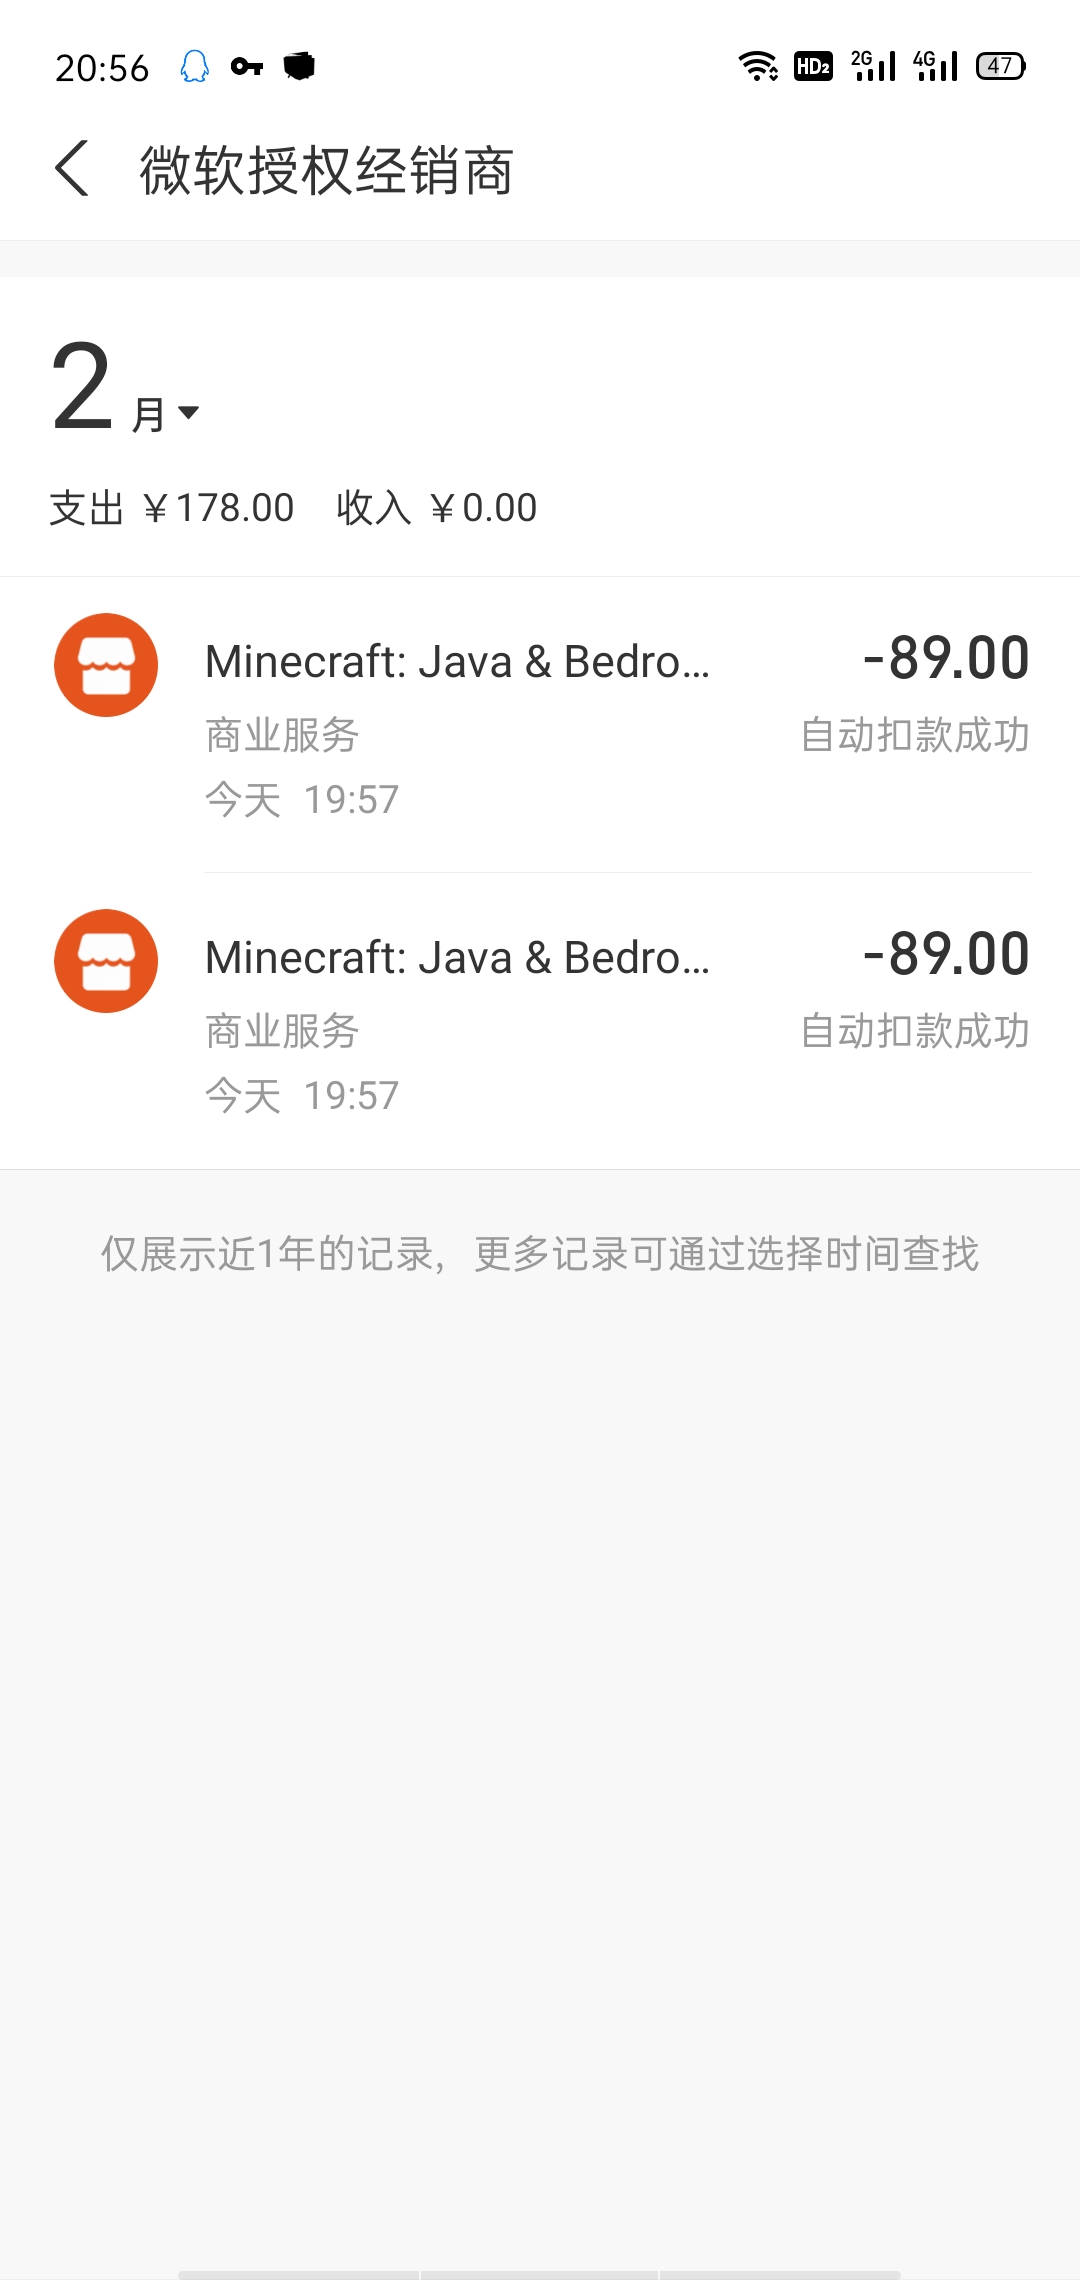 20:56 HD2 2G 4G 47
微软授权经销商
2月
支出 ￥178.00 收入 ￥0.00
Minecraft: Java & Bedro... -89.00
商业服务 自动扣款成功
今天 19:57
Minecraft: Java & Bedro... -89.00
商业服务 自动扣款成功
今天 19:57
仅展示近1年的记录，更多记录可通过选择时间查找